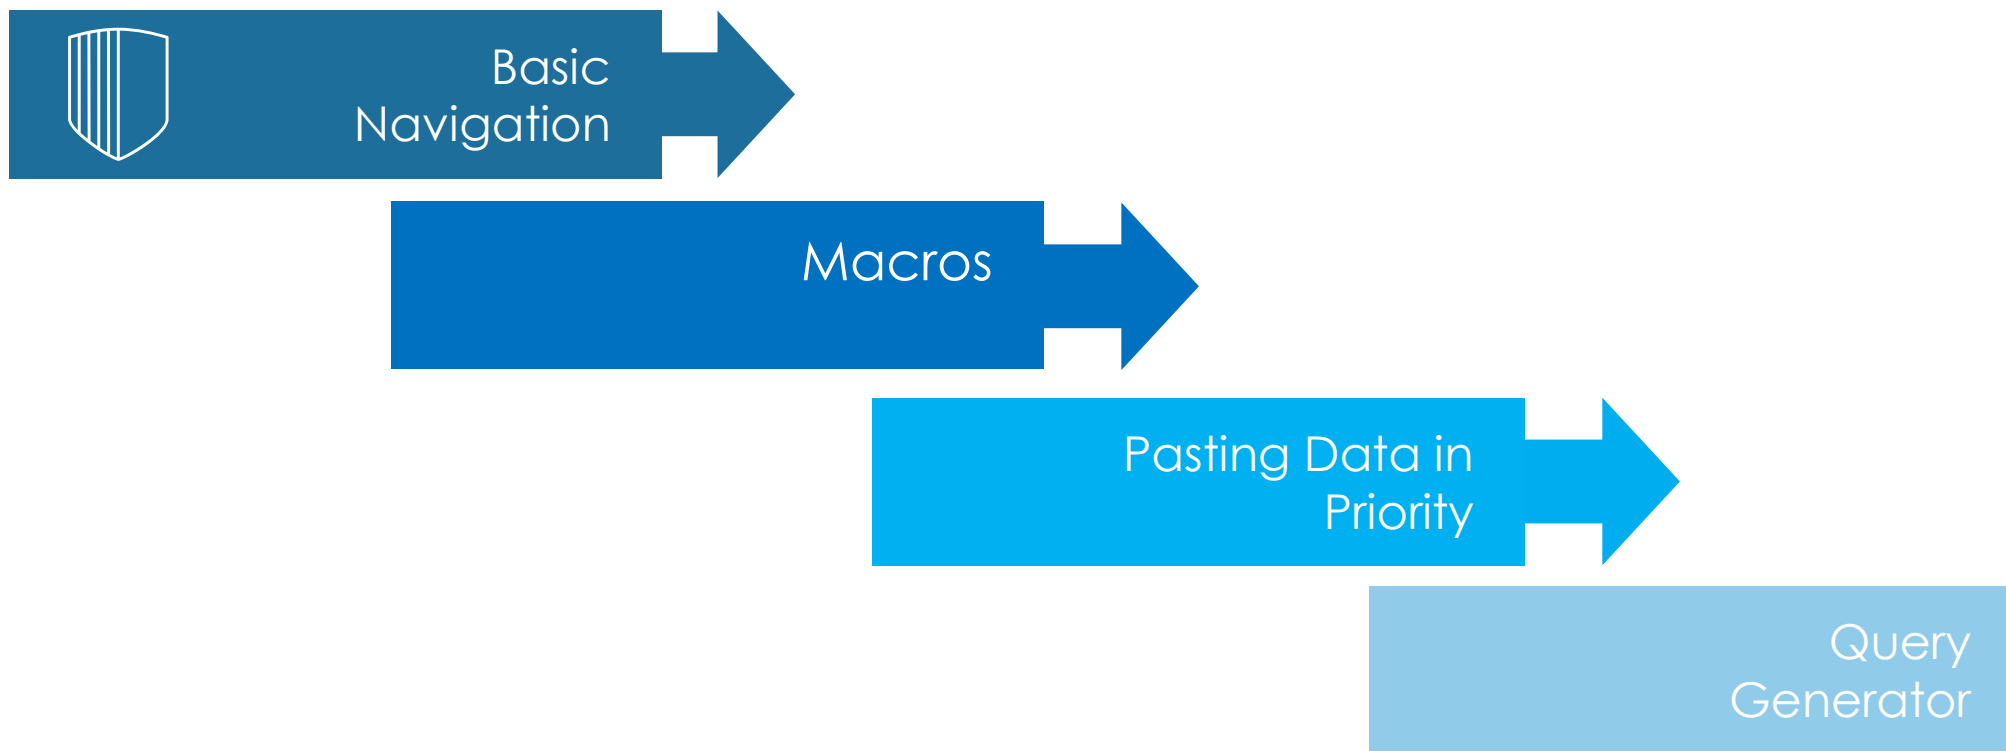 Basic
Navigation
Macros
Pasting Data in
Priority
Query
Generator